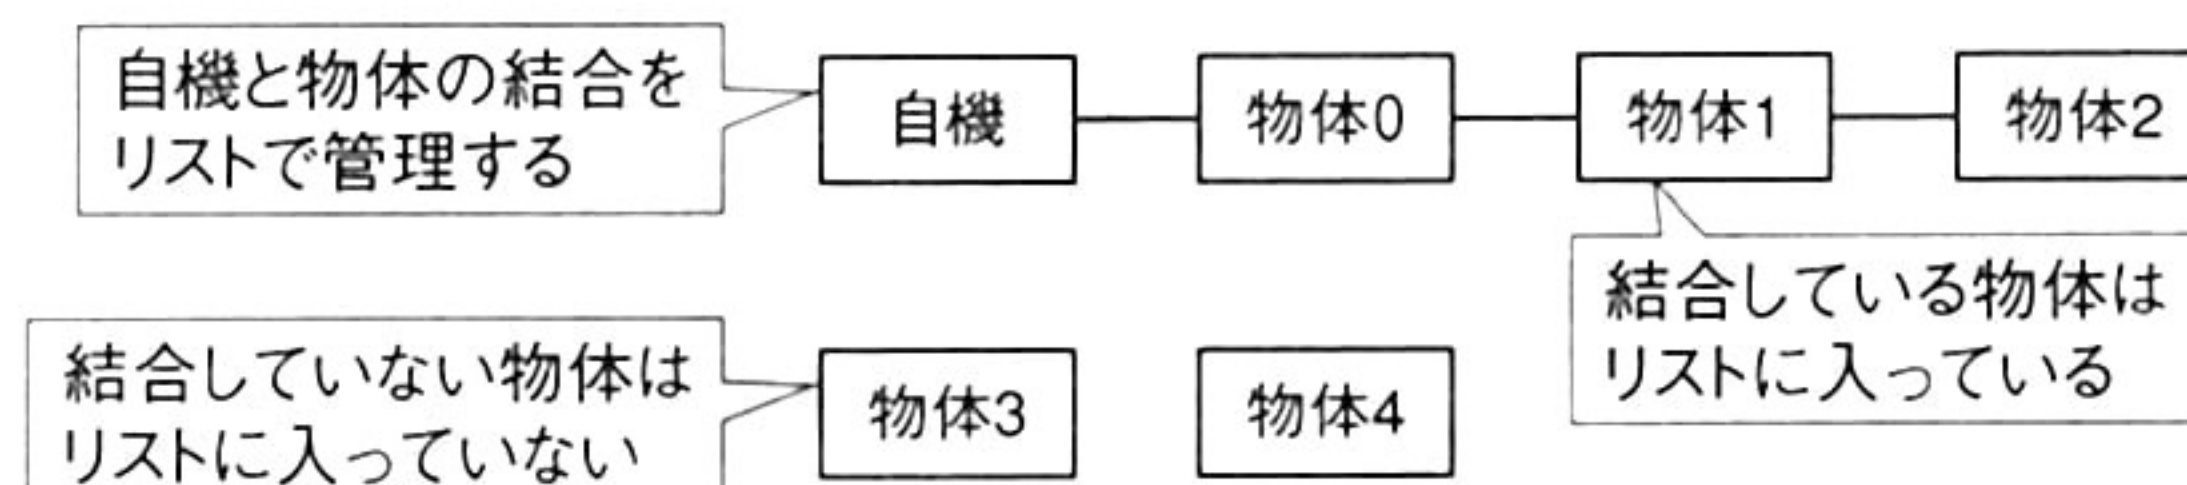 自機と物体の結合を
リストで管理する
自機
物体0
物体1
物体2
結合している物体は
リストに入っている
結合していない物体は
リストに入っていない
物体3
物体4